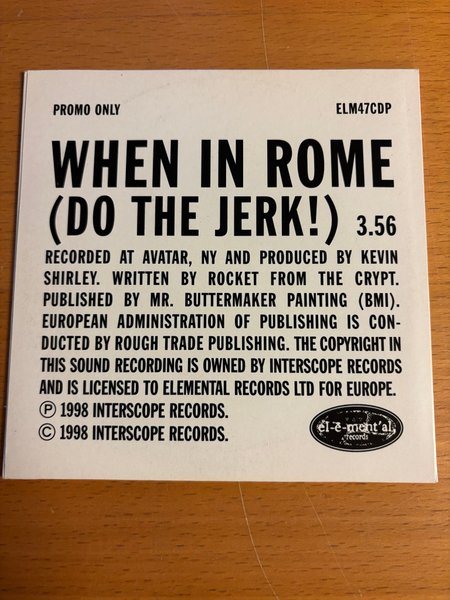 PROMO ONLY ELM47CDP
WHEN IN ROME
(DO THE JERK!) 3.56
RECORDED AT AVATAR, NY AND PRODUCED BY KEVIN
SHIRLEY. WRITTEN BY ROCKET FROM THE CRYPT.
PUBLISHED BY MR. BUTTERMAKER PAINTING (BMI).
EUROPEAN ADMINISTRATION OF PUBLISHING IS CON-
DUCTED BY ROUGH TRADE PUBLISHING. THE COPYRIGHT IN
THIS SOUND RECORDING IS OWNED BY INTERSCOPE RECORDS
AND IS LICENSED TO ELEMENTAL RECORDS LTD FOR EUROPE.
℗ 1998 INTERSCOPE RECORDS.
© 1998 INTERSCOPE RECORDS.
el-e-ment'al
records